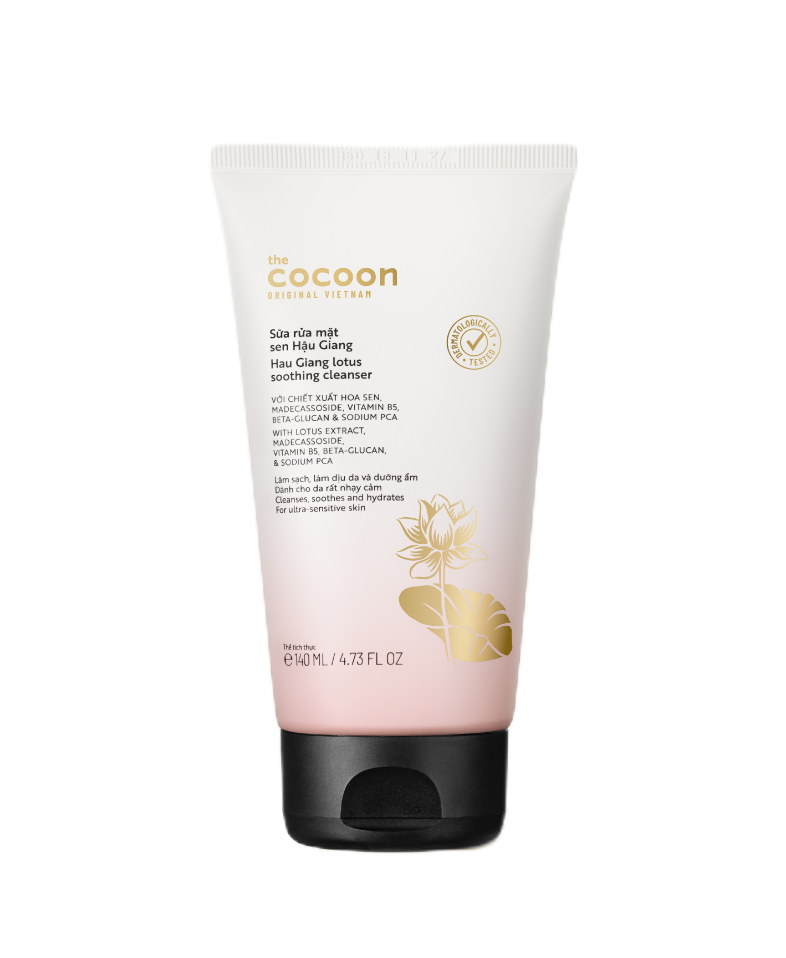 the
cocoon
ORIGINAL VIETNAM
Sữa rửa mặt
sen Hậu Giang
Hau Giang lotus
soothing cleanser
DERMATOLOGICALLY
TESTED
VỚI CHIẾT XUẤT HOA SEN,
MADECASSOSIDE, VITAMIN B5,
BETA-GLUCAN & SODIUM PCA
WITH LOTUS EXTRACT,
MADECASSOSIDE,
VITAMIN B5, BETA-GLUCAN,
& SODIUM PCA
Làm sạch, làm dịu da và dưỡng ẩm
Dành cho da rất nhạy cảm
Cleanses, soothes and hydrates
For ultra-sensitive skin
Thể tích thực
℮ 140 ML / 4.73 FL OZ